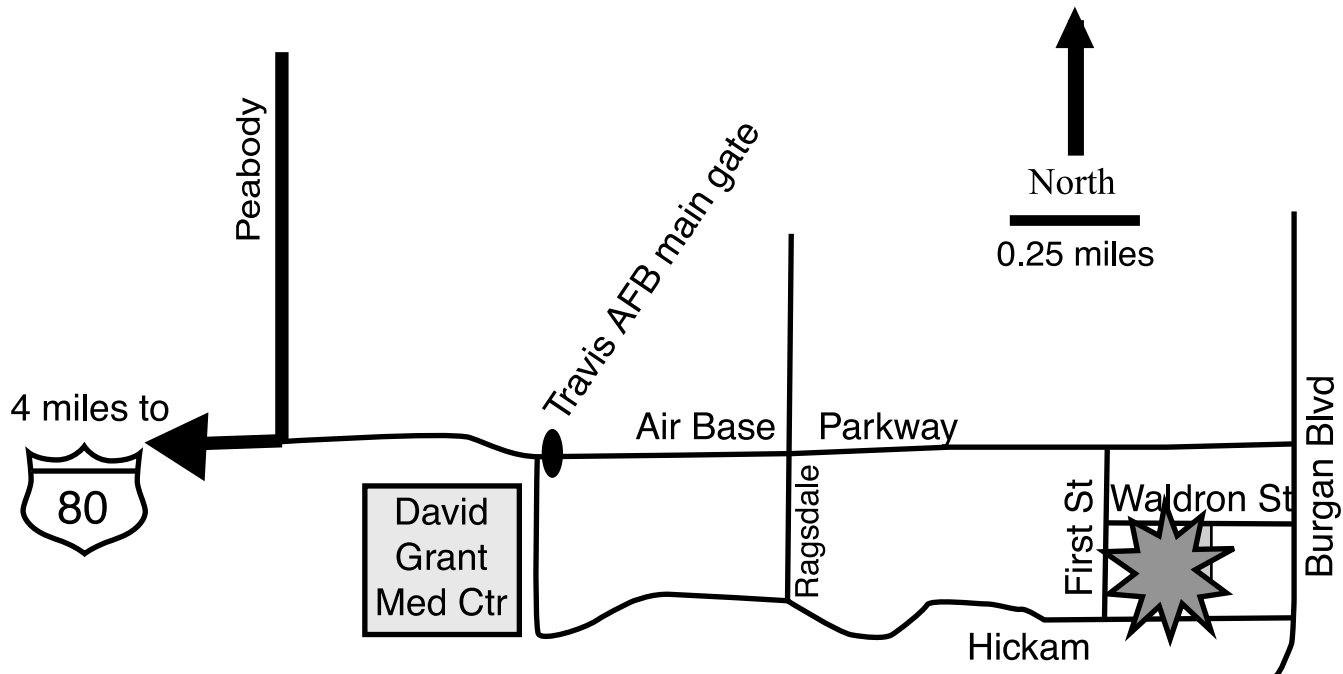 Peabody
Travis AFB main gate
North
0.25 miles
4 miles to
80
Air Base Parkway
Burgan Blvd
David
Grant
Med Ctr
Ragsdale
First St
Waldron St
Hickam